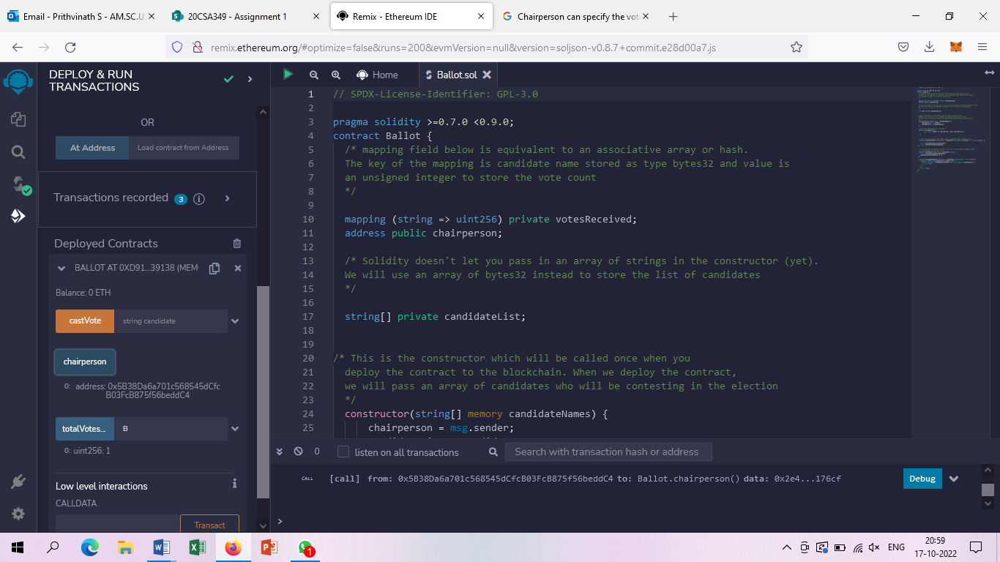 Email - Prithvinath S - AM.SC.U
20CSA349 - Assignment 1
Remix - Ethereum IDE
Chairperson can specify the vot
remix.ethereum.org/#optimize=false&runs=200&evmVersion=null&version=soljson-v0.8.7+commit.e28d00a7.js
DEPLOY & RUN
TRANSACTIONS
OR
At Address
Load contract from Address
Transactions recorded 3 i
Deployed Contracts
BALLOT AT 0XD91...39138 (MEM
Balance: 0 ETH
castVote
string candidate
chairperson
0: address: 0x5B38Da6a701c568545dCfc
B03FcB875f56beddC4
totalVotes...
B
0: uint256: 1
Low level interactions
i
CALLDATA
Transact
Home
Ballot.sol
1 // SPDX-License-Identifier: GPL-3.0
2
3 pragma solidity >=0.7.0 <0.9.0;
4 contract Ballot {
5 /* mapping field below is equivalent to an associative array or hash.
6 The key of the mapping is candidate name stored as type bytes32 and value is
7 an unsigned integer to store the vote count
8 */
9
10 mapping (string => uint256) private votesReceived;
11 address public chairperson;
12
13 /* Solidity doesn't let you pass in an array of strings in the constructor (yet).
14 We will use an array of bytes32 instead to store the list of candidates
15 */
16
17 string[] private candidateList;
18
19
20 /* This is the constructor which will be called once when you
21 deploy the contract to the blockchain. When we deploy the contract,
22 we will pass an array of candidates who will be contesting in the election
23 */
24 constructor(string[] memory candidateNames) {
25 chairperson = msg.sender;
0
listen on all transactions
Search with transaction hash or address
CALL
[call] from: 0x5B38Da6a701c568545dCfcB03FcB875f56beddC4 to: Ballot.chairperson() data: 0x2e4...176cf
Debug
>
1
ENG
20:59
17-10-2022